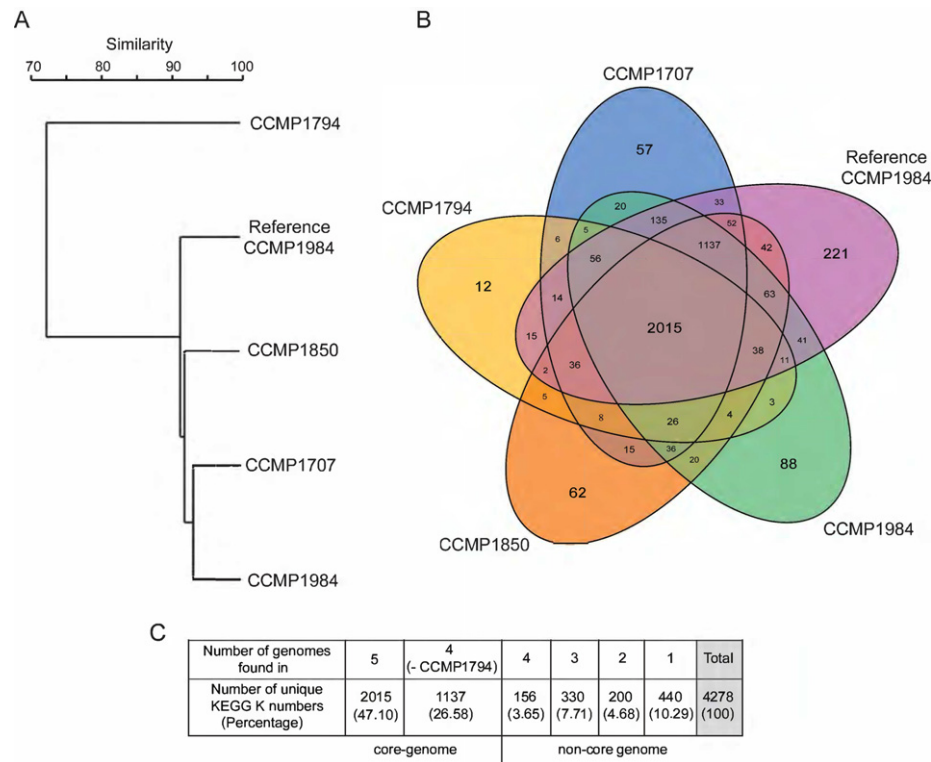 A
Similarity
70 80 90 100
CCMP1794
Reference
CCMP1984
CCMP1850
CCMP1707
CCMP1984
B
CCMP1707
Reference
CCMP1984
CCMP1794
CCMP1850
CCMP1984
57
20 33
5 135 52
6 56 1137 42
12 221
14 63
2015
15 41
36 38 11
2
5 3
8 26 4
15 36 20
62 88
C
Number of genomes found in 5 4 (- CCMP1794) 4 3 2 1 Total
Number of unique KEGG K numbers (Percentage) 2015 (47.10) 1137 (26.58) 156 (3.65) 330 (7.71) 200 (4.68) 440 (10.29) 4278 (100)
core-genome non-core genome